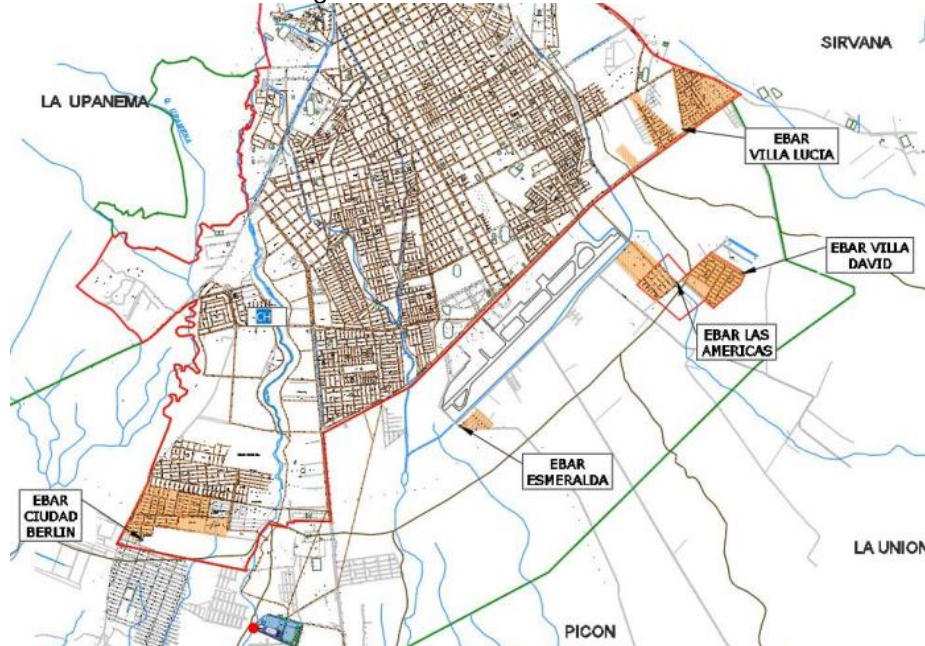 SIRVANA
LA UPANEMA
EBAR
VILLA LUCIA
EBAR VILLA
DAVID
EBAR LAS
AMERICAS
EBAR
ESMERALDA
EBAR
CIUDAD
BERLIN
LA UNION
PICON